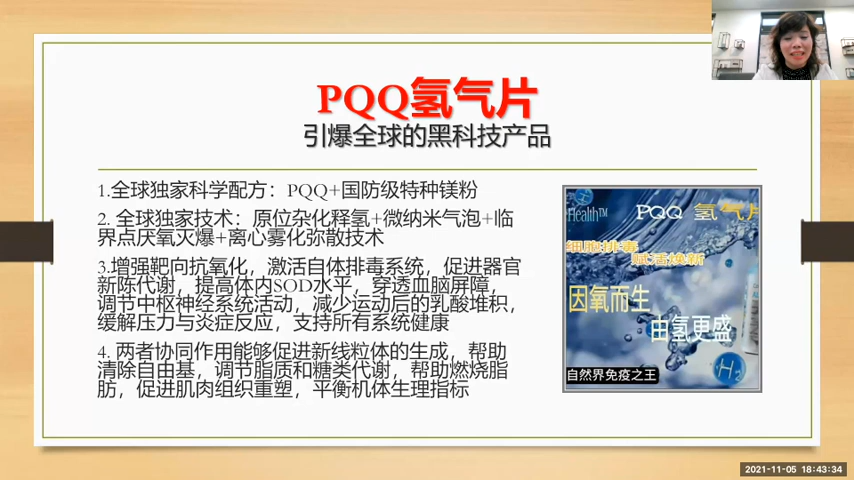 PQQ氢气片
引爆全球的黑科技产品
1.全球独家科学配方：PQQ+国防级特种镁粉
2. 全球独家技术：原位杂化释氢+微纳米气泡+临
界点厌氧灭爆+离心雾化弥散技术
3.增强靶向抗氧化，激活自体排毒系统，促进器官
新陈代谢，提高体内SOD水平，穿透血脑屏障，
调节中枢神经系统活动，减少运动后的乳酸堆积，
缓解压力与炎症反应，支持所有系统健康
4. 两者协同作用能够促进新线粒体的生成，帮助
清除自由基，调节脂质和糖类代谢，帮助燃烧脂
肪，促进肌肉组织重塑，平衡机体生理指标
Health™
PQQ 氢气片
细胞排毒
赋活焕新
因氧而生
由氢更盛
自然界免疫之王
H2
2021-11-05 18:43:34